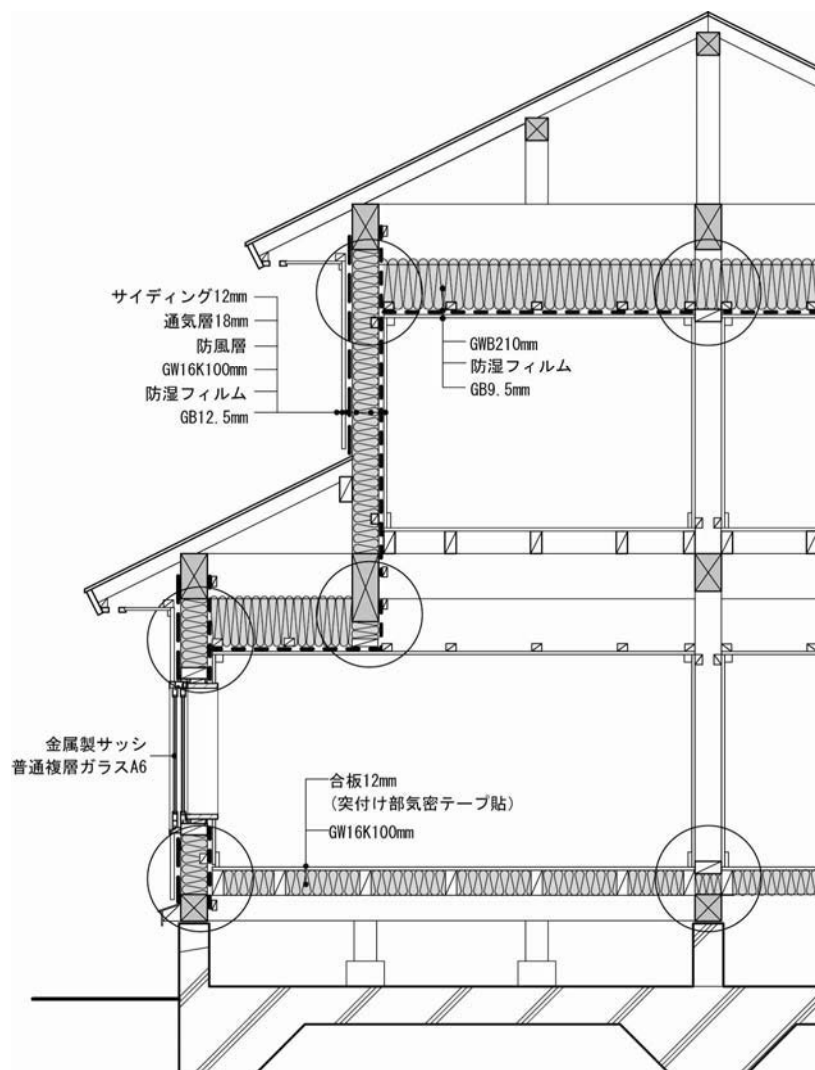 サイディング12mm
通気層18mm
防風層
GW16K100mm
防湿フィルム
GB12.5mm
GWB210mm
防湿フィルム
GB9.5mm
金属製サッシ
普通複層ガラスA6
合板12mm
(突付け部気密テープ貼)
GW16K100mm